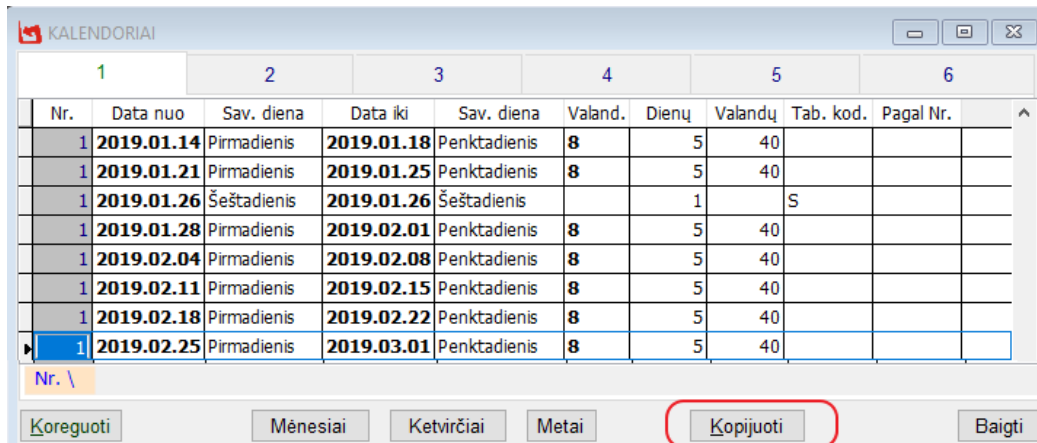 KALENDORIAI
1 2 3 4 5 6
Nr. Data nuo Sav. diena Data iki Sav. diena Valand. Dienų Valandų Tab. kod. Pagal Nr.
1 2019.01.14 Pirmadienis 2019.01.18 Penktadienis 8 5 40
1 2019.01.21 Pirmadienis 2019.01.25 Penktadienis 8 5 40
1 2019.01.26 Šeštadienis 2019.01.26 Šeštadienis 1 S
1 2019.01.28 Pirmadienis 2019.02.01 Penktadienis 8 5 40
1 2019.02.04 Pirmadienis 2019.02.08 Penktadienis 8 5 40
1 2019.02.11 Pirmadienis 2019.02.15 Penktadienis 8 5 40
1 2019.02.18 Pirmadienis 2019.02.22 Penktadienis 8 5 40
1 2019.02.25 Pirmadienis 2019.03.01 Penktadienis 8 5 40
Nr. \
Koreguoti Mėnesiai Ketvirčiai Metai Kopijuoti Baigti